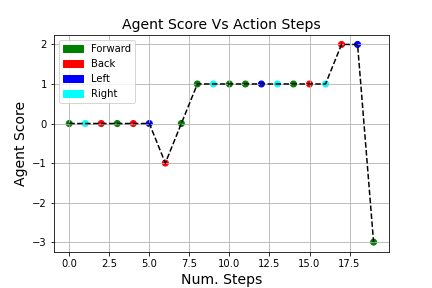 Agent Score Vs Action Steps
Forward
Back
Left
Right
2
1
0
−1
−2
−3
Agent Score
0.0 2.5 5.0 7.5 10.0 12.5 15.0 17.5
Num. Steps